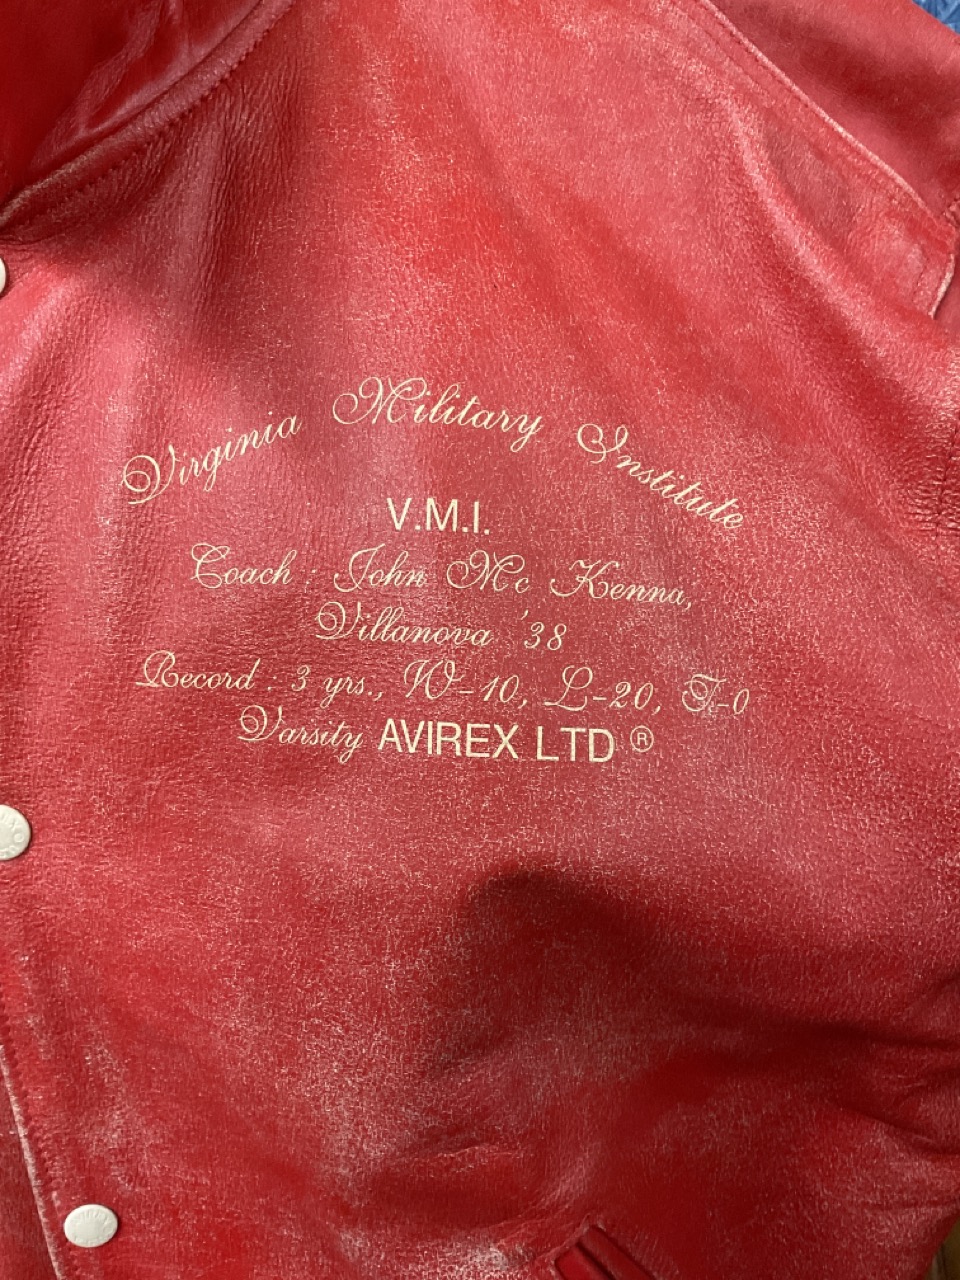 Virginia Military Institute
V.M.I.
Coach : John Mc Kenna,
Villanova '38
Record : 3 yrs., W-10, L-20, T-0
Varsity AVIREX LTD ®